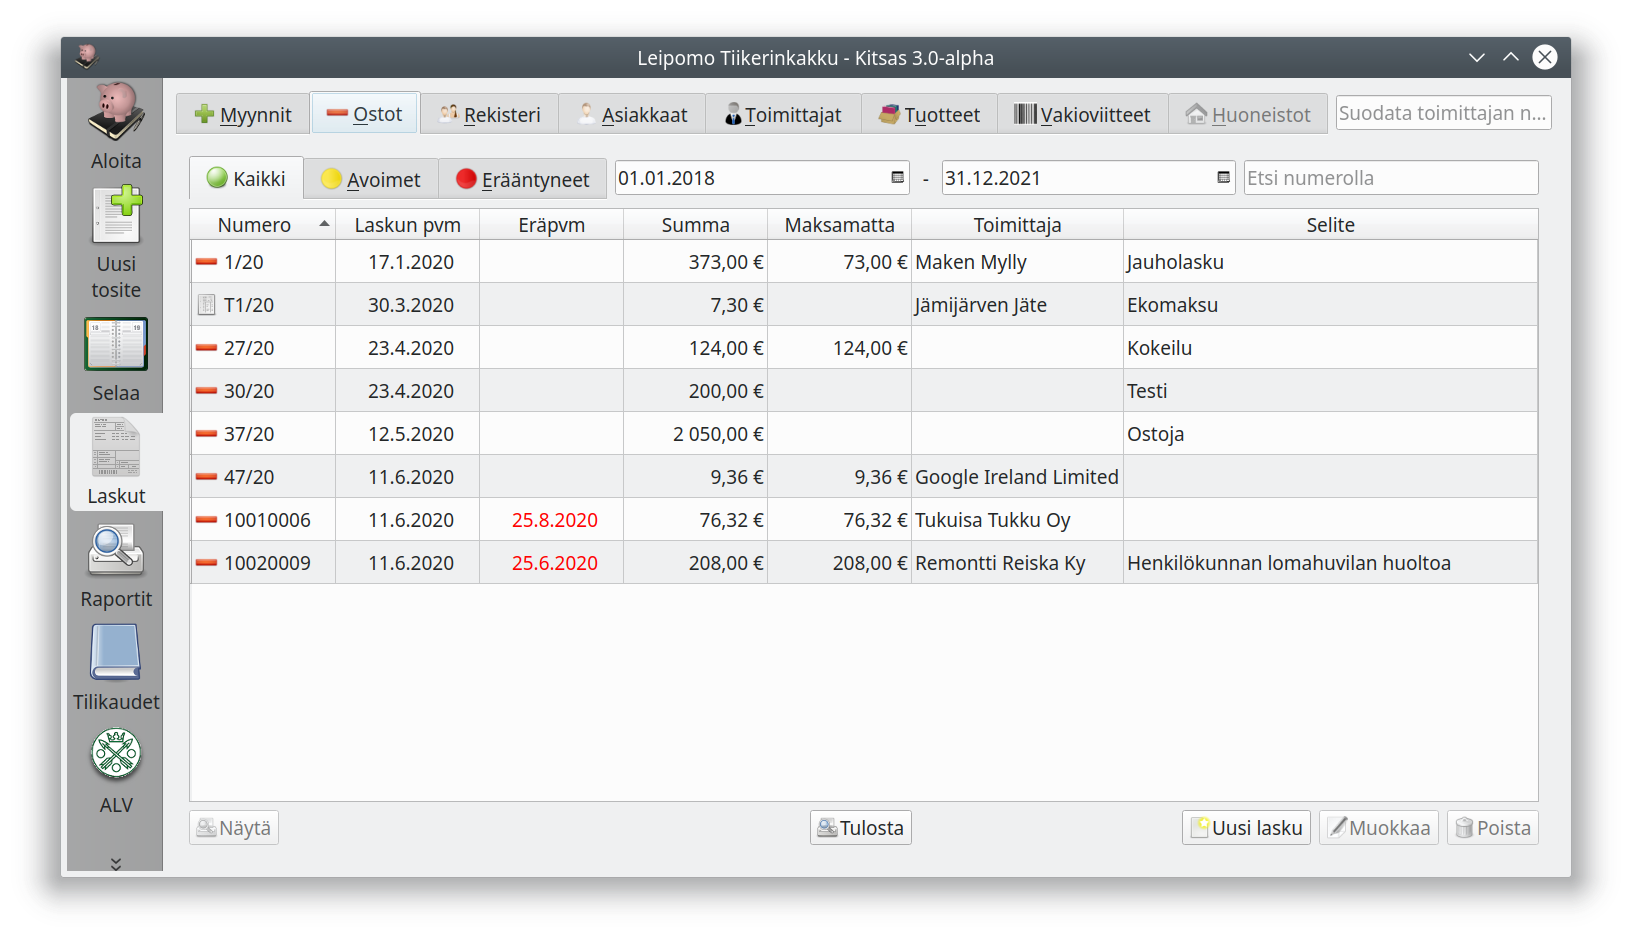 Leipomo Tiikerinkakku - Kitsas 3.0-alpha
Aloita
Uusi
tosite
Selaa
Laskut
Raportit
Tilikaudet
ALV
Myynnit Ostot Rekisteri Asiakkaat Toimittajat Tuotteet Vakioviitteet Huoneistot Suodata toimittajan n...
Kaikki Avoimet Erääntyneet 01.01.2018 - 31.12.2021 Etsi numerolla
Numero Laskun pvm Eräpvm Summa Maksamatta Toimittaja Selite
1/20 17.1.2020 373,00 € 73,00 € Maken Mylly Jauholasku
T1/20 30.3.2020 7,30 € Jämijärven Jäte Ekomaksu
27/20 23.4.2020 124,00 € 124,00 € Kokeilu
30/20 23.4.2020 200,00 € Testi
37/20 12.5.2020 2 050,00 € Ostoja
47/20 11.6.2020 9,36 € 9,36 € Google Ireland Limited
10010006 11.6.2020 25.8.2020 76,32 € 76,32 € Tukuisa Tukku Oy
10020009 11.6.2020 25.6.2020 208,00 € 208,00 € Remontti Reiska Ky Henkilökunnan lomahuvilan huoltoa
Näytä Tulosta Uusi lasku Muokkaa Poista